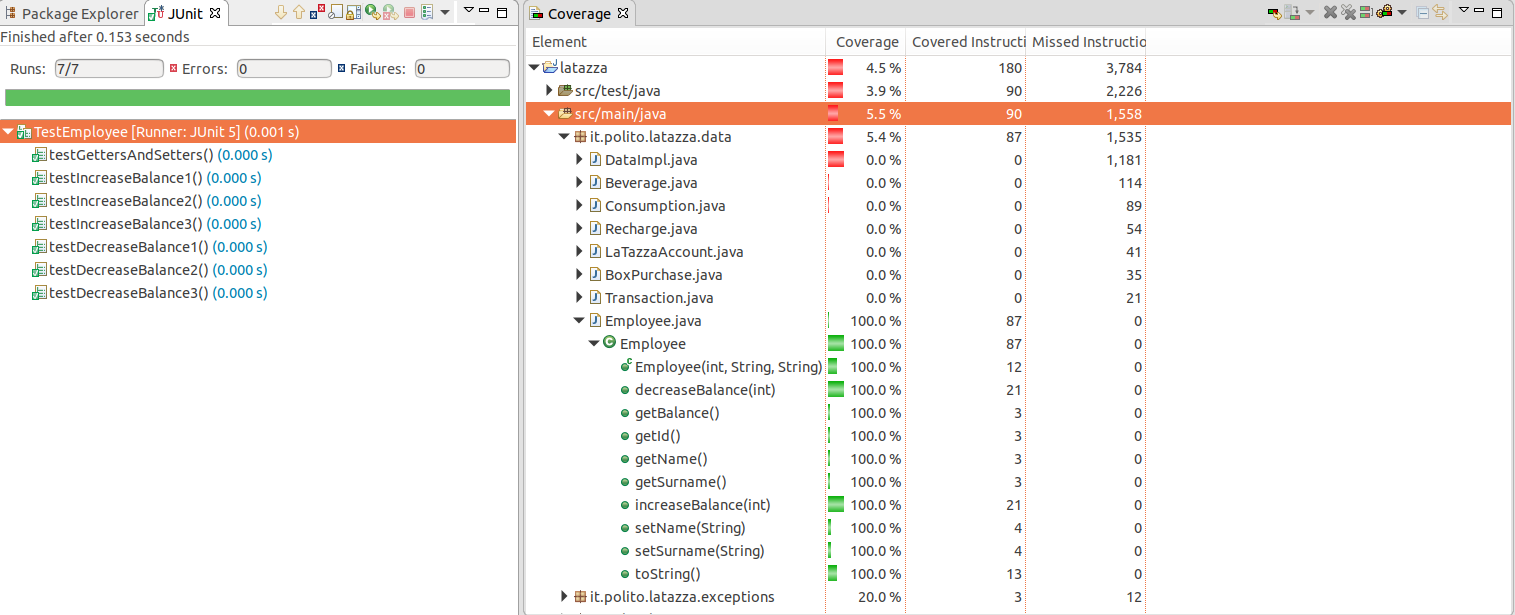 Package Explorer JUnit
Finished after 0.153 seconds
Runs: 7/7 Errors: 0 Failures: 0
TestEmployee [Runner: JUnit 5] (0.001 s)
testGettersAndSetters() (0.000 s)
testIncreaseBalance1() (0.000 s)
testIncreaseBalance2() (0.000 s)
testIncreaseBalance3() (0.000 s)
testDecreaseBalance1() (0.000 s)
testDecreaseBalance2() (0.000 s)
testDecreaseBalance3() (0.000 s)
Coverage
Element Coverage Covered Instructi Missed Instructio
latazza 4.5 % 180 3,784
src/test/java 3.9 % 90 2,226
src/main/java 5.5 % 90 1,558
it.polito.latazza.data 5.4 % 87 1,535
DataImpl.java 0.0 % 0 1,181
Beverage.java 0.0 % 0 114
Consumption.java 0.0 % 0 89
Recharge.java 0.0 % 0 54
LaTazzaAccount.java 0.0 % 0 41
BoxPurchase.java 0.0 % 0 35
Transaction.java 0.0 % 0 21
Employee.java 100.0 % 87 0
Employee 100.0 % 87 0
Employee(int, String, String) 100.0 % 12 0
decreaseBalance(int) 100.0 % 21 0
getBalance() 100.0 % 3 0
getId() 100.0 % 3 0
getName() 100.0 % 3 0
getSurname() 100.0 % 3 0
increaseBalance(int) 100.0 % 21 0
setName(String) 100.0 % 4 0
setSurname(String) 100.0 % 4 0
toString() 100.0 % 13 0
it.polito.latazza.exceptions 20.0 % 3 12